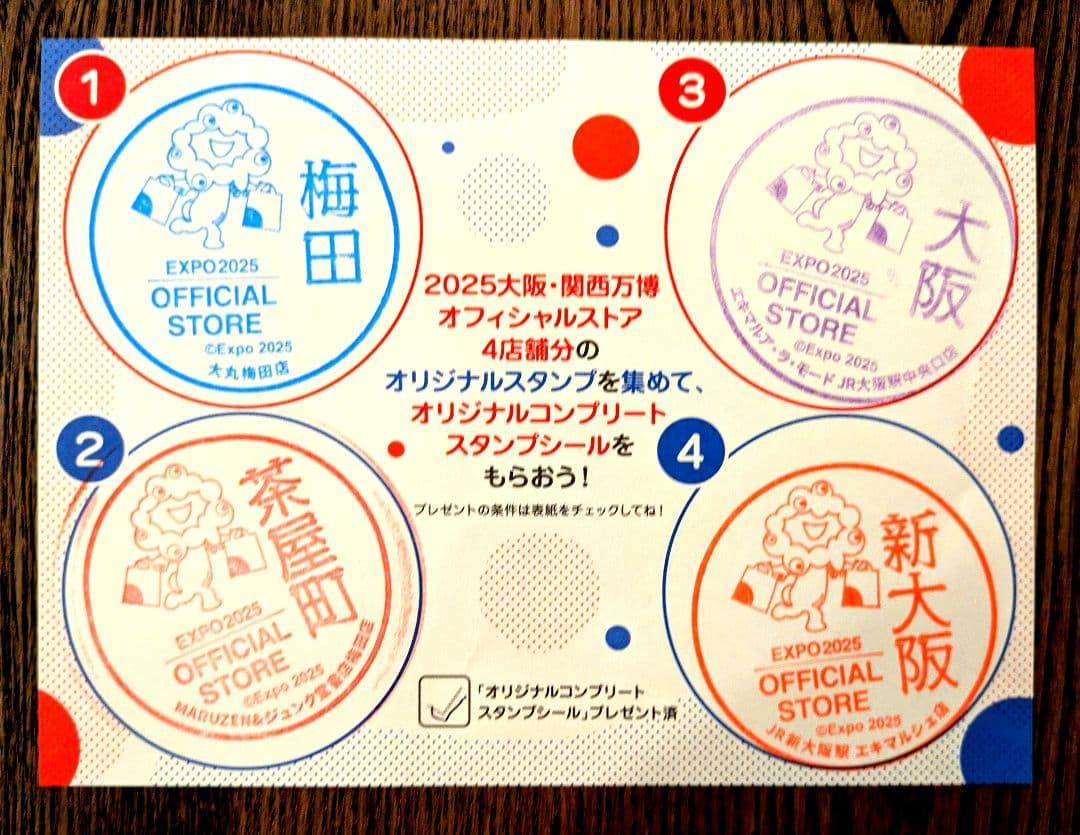 1
梅田
EXPO2025
OFFICIAL
STORE
©Expo 2025
大丸梅田店
2
茶屋町
EXPO2025
OFFICIAL
STORE
©Expo 2025
MARUZEN&ジュンク堂書店梅田店
2025大阪・関西万博
オフィシャルストア
4店舗分の
オリジナルスタンプを集めて、
オリジナルコンプリート
スタンプシールを
もらおう!
プレゼントの条件は表紙をチェックしてね!
「オリジナルコンプリート
スタンプシール」プレゼント済
3
大阪
EXPO2025
OFFICIAL
STORE
©Expo 2025
エキマルア・ラ・モード JR大阪駅中央口店
4
新大阪
EXPO2025
OFFICIAL
STORE
©Expo 2025
JR新大阪駅 エキマルシェ店